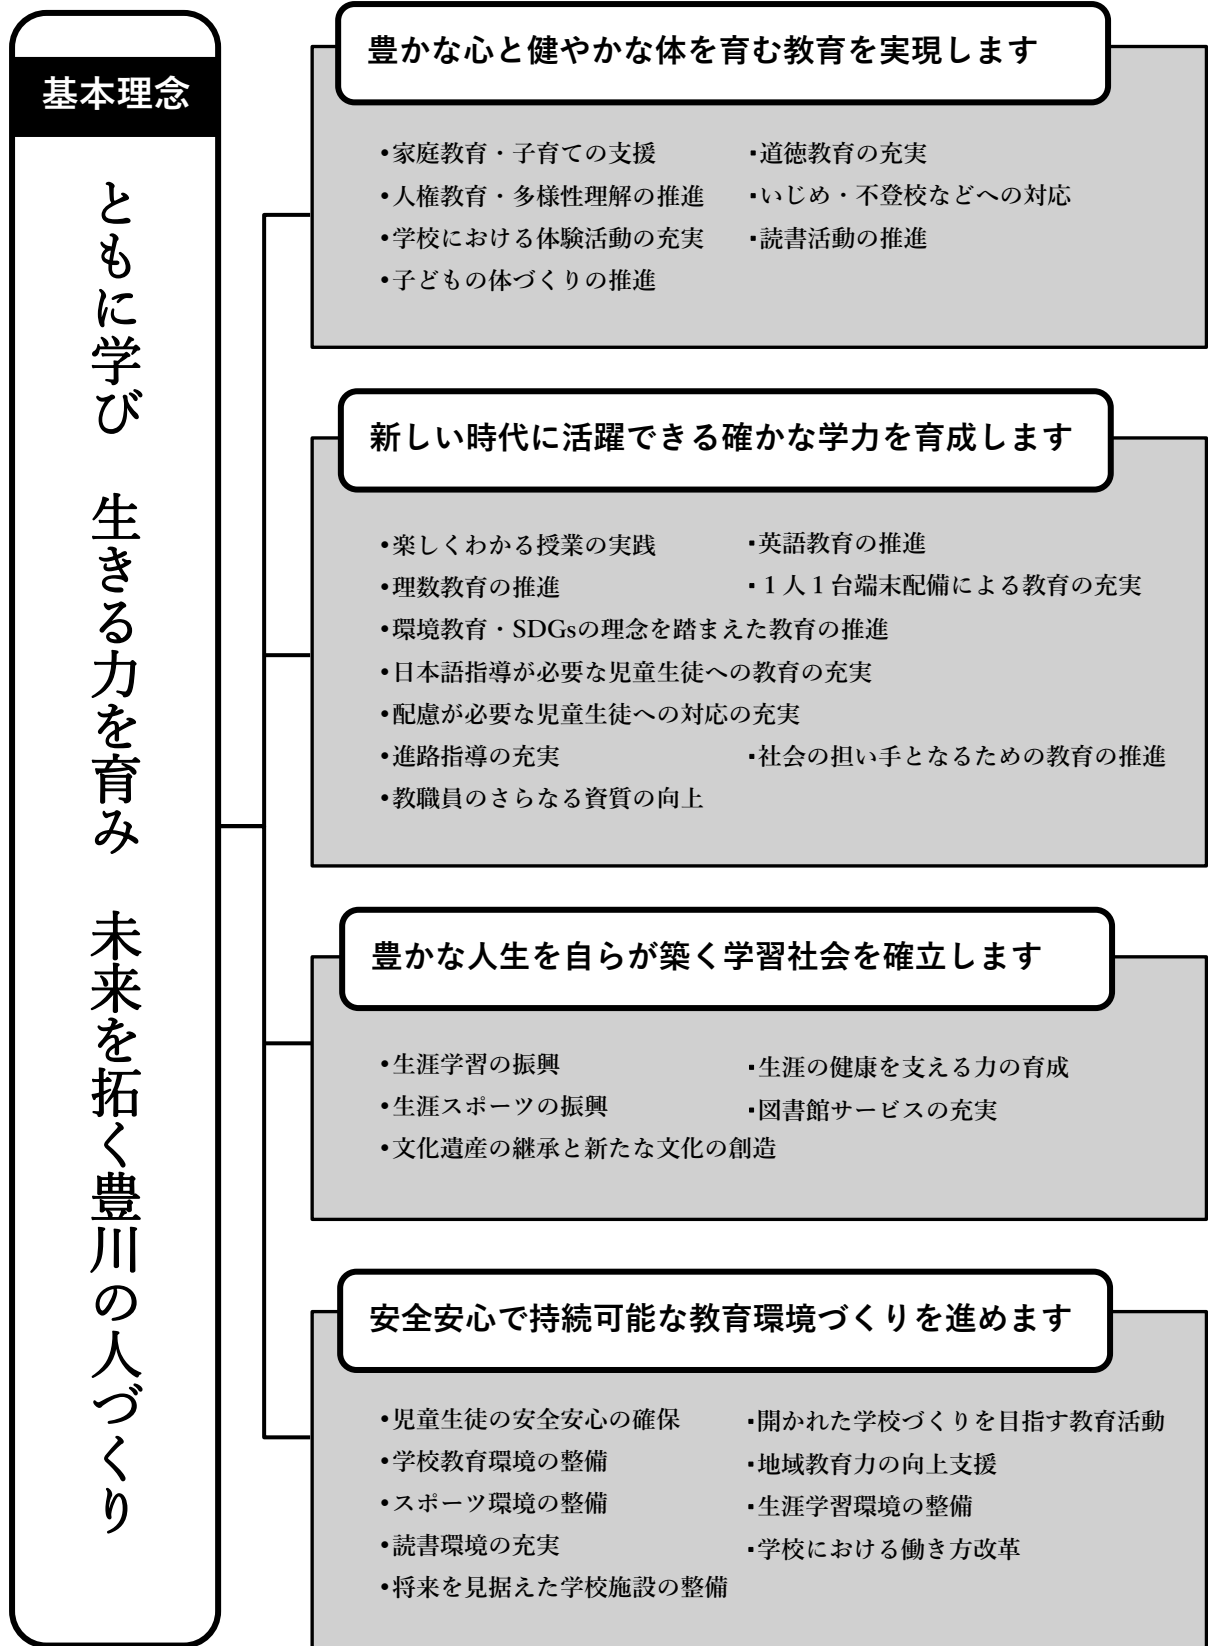 基本理念
ともに学び　生きる力を育み　未来を拓く豊川の人づくり
豊かな心と健やかな体を育む教育を実現します
•家庭教育・子育ての支援　▪道徳教育の充実
•人権教育・多様性理解の推進　▪いじめ・不登校などへの対応
•学校における体験活動の充実　▪読書活動の推進
•子どもの体づくりの推進
新しい時代に活躍できる確かな学力を育成します
•楽しくわかる授業の実践　▪英語教育の推進
•理数教育の推進　▪１人１台端末配備による教育の充実
•環境教育・SDGsの理念を踏まえた教育の推進
•日本語指導が必要な児童生徒への教育の充実
•配慮が必要な児童生徒への対応の充実
•進路指導の充実　▪社会の担い手となるための教育の推進
•教職員のさらなる資質の向上
豊かな人生を自らが築く学習社会を確立します
•生涯学習の振興　▪生涯の健康を支える力の育成
•生涯スポーツの振興　▪図書館サービスの充実
•文化遺産の継承と新たな文化の創造
安全安心で持続可能な教育環境づくりを進めます
•児童生徒の安全安心の確保　▪開かれた学校づくりを目指す教育活動
•学校教育環境の整備　▪地域教育力の向上支援
•スポーツ環境の整備　▪生涯学習環境の整備
•読書環境の充実　▪学校における働き方改革
•将来を見据えた学校施設の整備